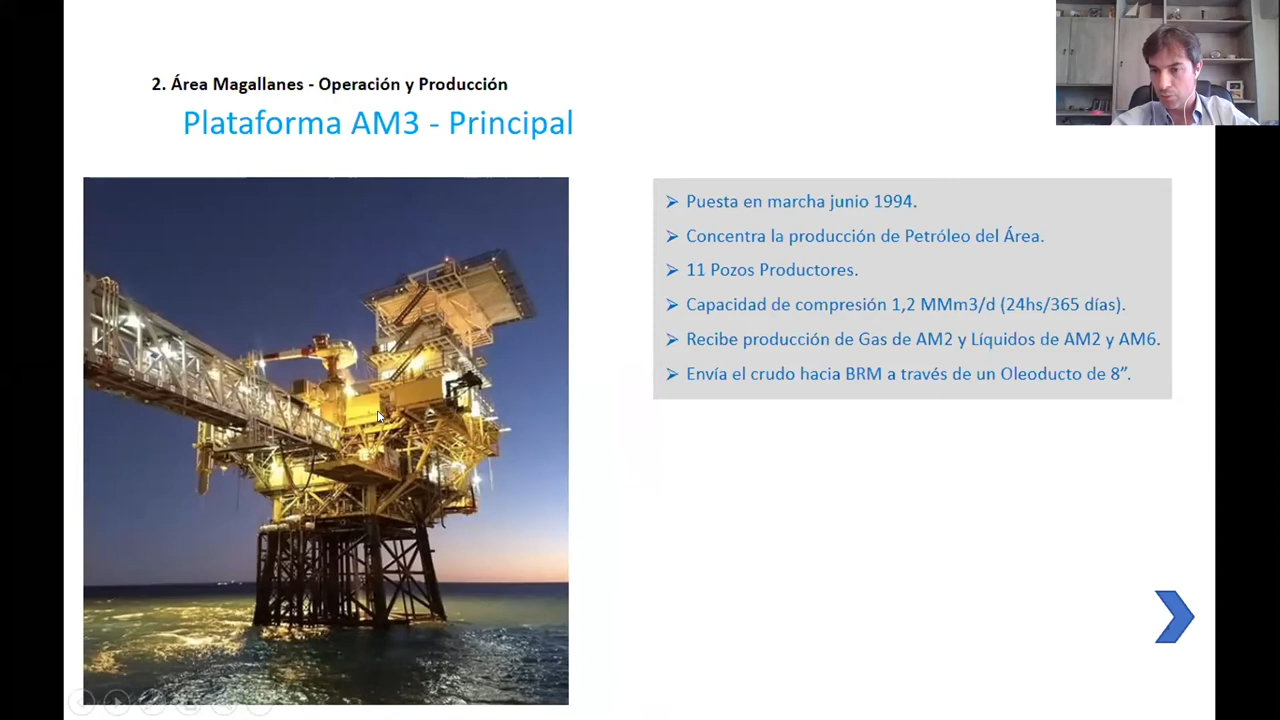 2. Área Magallanes - Operación y Producción
Plataforma AM3 - Principal
Puesta en marcha junio 1994.
Concentra la producción de Petróleo del Área.
11 Pozos Productores.
Capacidad de compresión 1,2 MMm3/d (24hs/365 días).
Recibe producción de Gas de AM2 y Líquidos de AM2 y AM6.
Envía el crudo hacia BRM a través de un Oleoducto de 8”.